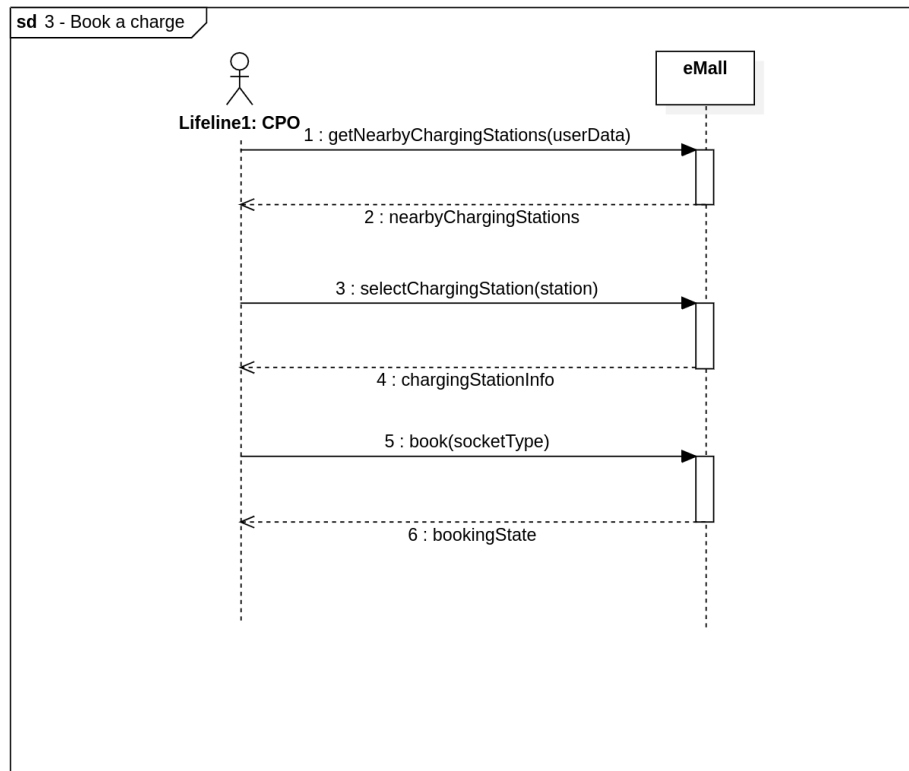 sd 3 - Book a charge
eMall
Lifeline1: CPO
1 : getNearbyChargingStations(userData)
2 : nearbyChargingStations
3 : selectChargingStation(station)
4 : chargingStationInfo
5 : book(socketType)
6 : bookingState